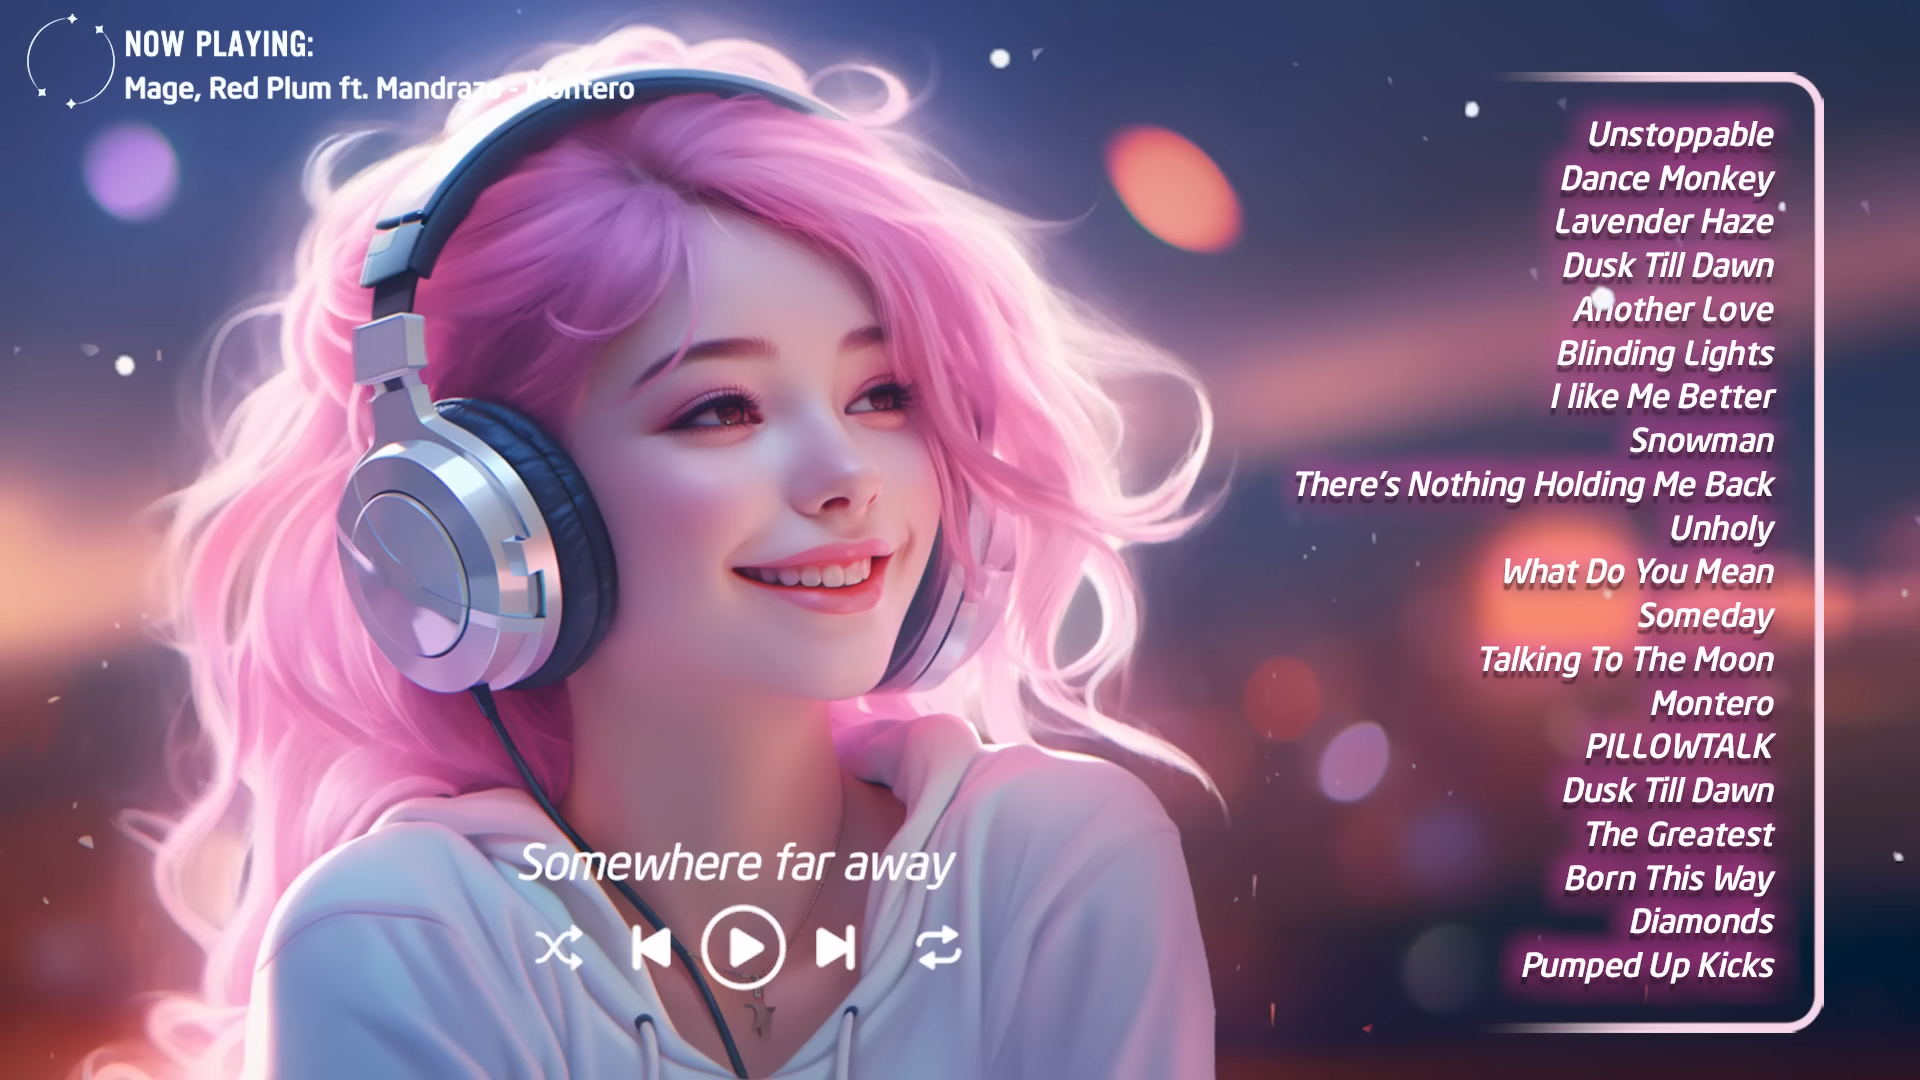 NOW PLAYING:
Mage, Red Plum ft. Mandrazo - Montero
Unstoppable
Dance Monkey
Lavender Haze
Dusk Till Dawn
Another Love
Blinding Lights
I like Me Better
Snowman
There's Nothing Holding Me Back
Unholy
What Do You Mean
Someday
Talking To The Moon
Montero
PILLOWTALK
Dusk Till Dawn
The Greatest
Born This Way
Diamonds
Pumped Up Kicks
Somewhere far away